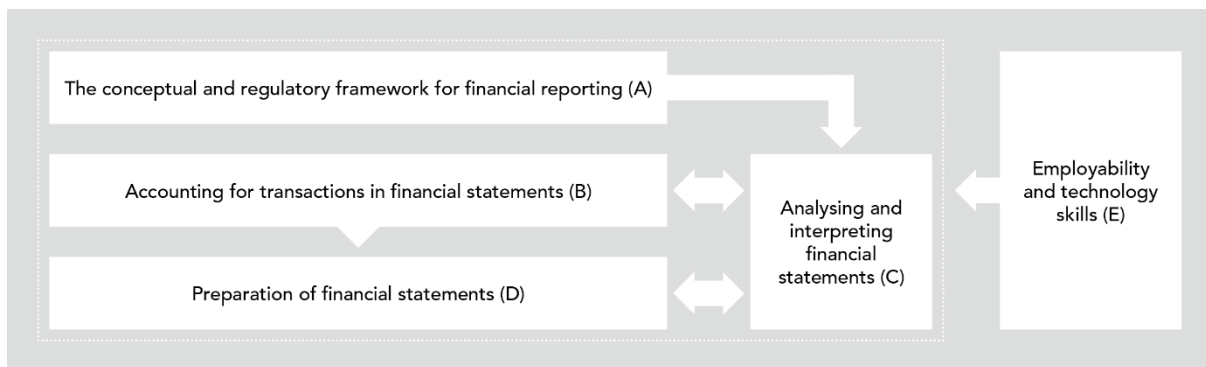 The conceptual and regulatory framework for financial reporting (A)
Accounting for transactions in financial statements (B)
Preparation of financial statements (D)
Analysing and
interpreting
financial
statements (C)
Employability
and technology
skills (E)